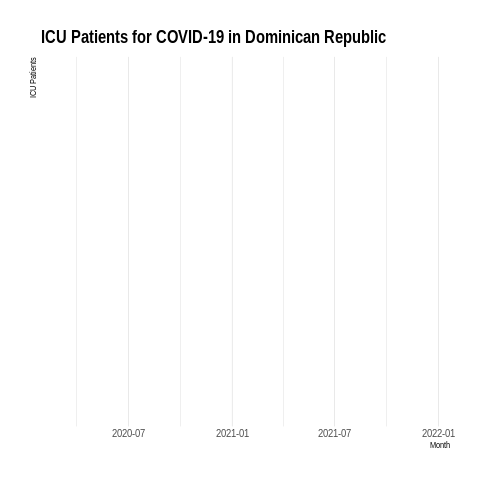 ICU Patients for COVID-19 in Dominican Republic
ICU Patients
2020-07 2021-01 2021-07 2022-01
Month